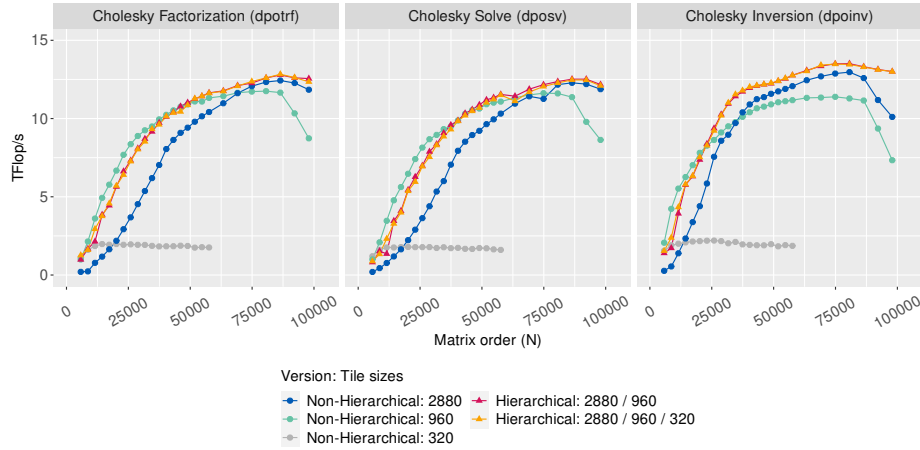 Cholesky Factorization (dpotrf) Cholesky Solve (dposv) Cholesky Inversion (dpoinv)
15
10
5
0
TFlop/s
0 25000 50000 75000 100000 0 25000 50000 75000 100000 0 25000 50000 75000 100000
Matrix order (N)
Version: Tile sizes
Non-Hierarchical: 2880 Hierarchical: 2880 / 960
Non-Hierarchical: 960 Hierarchical: 2880 / 960 / 320
Non-Hierarchical: 320